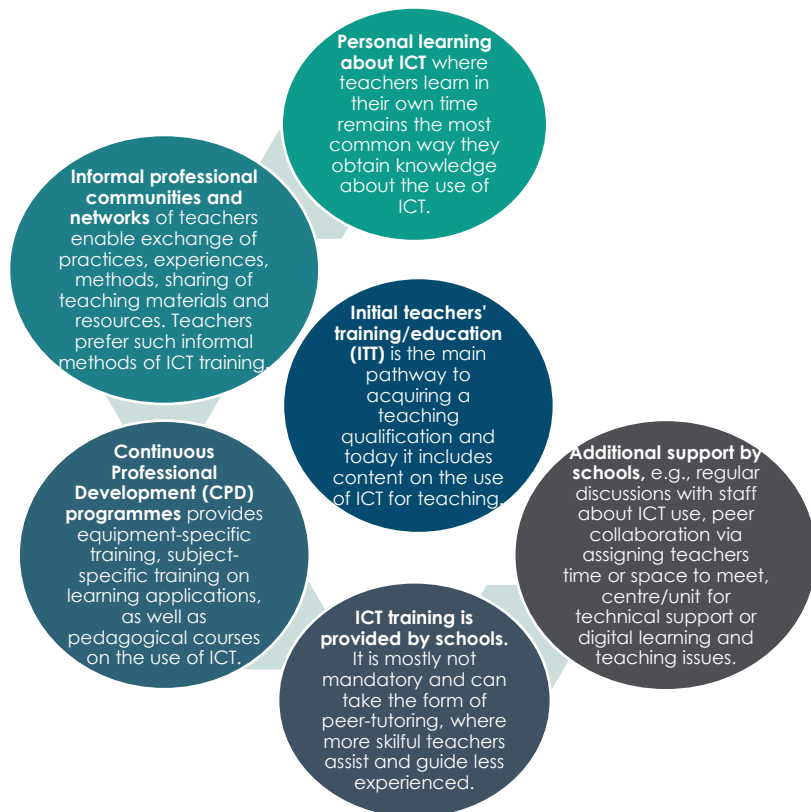 Personal learning
about ICT where
teachers learn in
their own time
remains the most
common way they
obtain knowledge
about the use of
ICT.
Informal professional
communities and
networks of teachers
enable exchange of
practices, experiences,
methods, sharing of
teaching materials and
resources. Teachers
prefer such informal
methods of ICT training.
Initial teachers'
training/education
(ITT) is the main
pathway to
acquiring a
teaching
qualification and
today it includes
content on the use
of ICT for teaching.
Continuous
Professional
Development (CPD)
programmes provides
equipment-specific
training, subject-
specific training on
learning applications,
as well as
pedagogical courses
on the use of ICT.
ICT training is
provided by schools.
It is mostly not
mandatory and can
take the form of
peer-tutoring, where
more skilful teachers
assist and guide less
experienced.
Additional support by
schools, e.g., regular
discussions with staff
about ICT use, peer
collaboration via
assigning teachers
time or space to meet,
centre/unit for
technical support or
digital learning and
teaching issues.